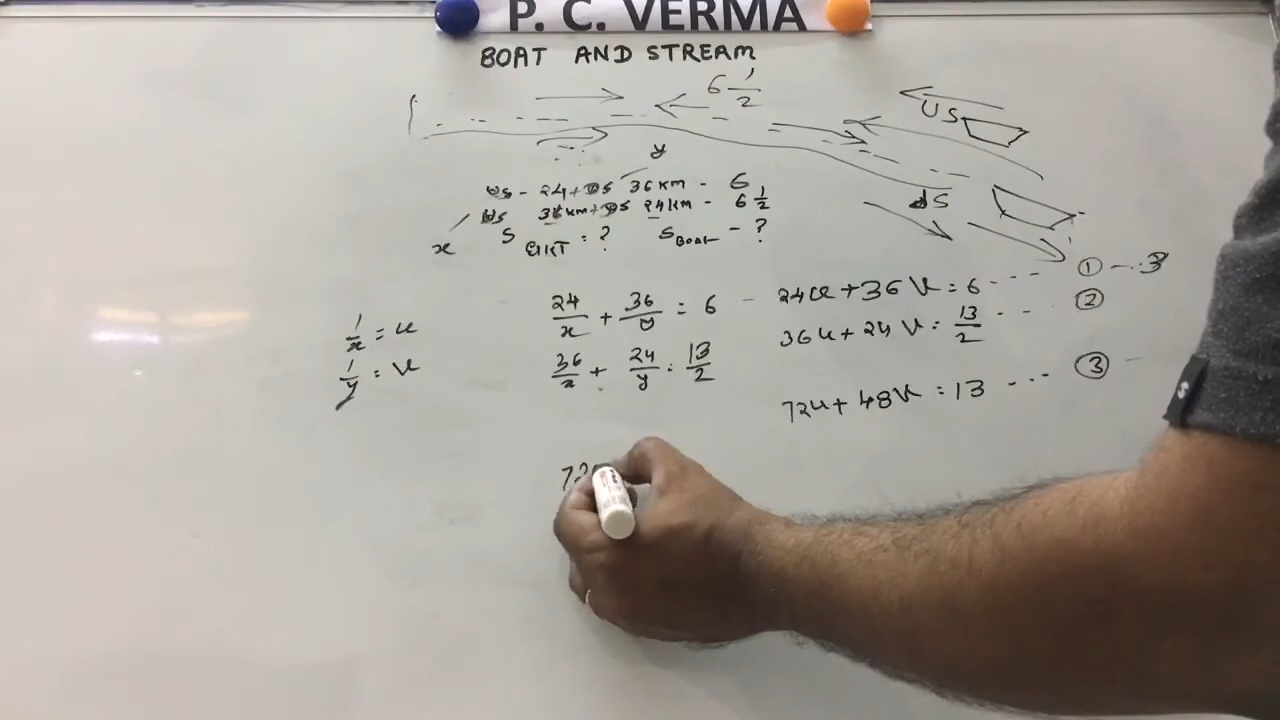 P. C. VERMA
BOAT AND STREAM
6 1/2
US
dS
y
US - 24 + DS 36 KM - 6
US 36 KM + DS 24 KM - 6 1/2
x
S = ? S Boat - ?
24/x + 36/y = 6 - 24u + 36v = 6 --- ① --- 3
1/x = u
36/x + 24/y = 13/2
36u + 24v = 13/2 --- ②
1/y = v
72u + 48v = 13 --- ③ -
72